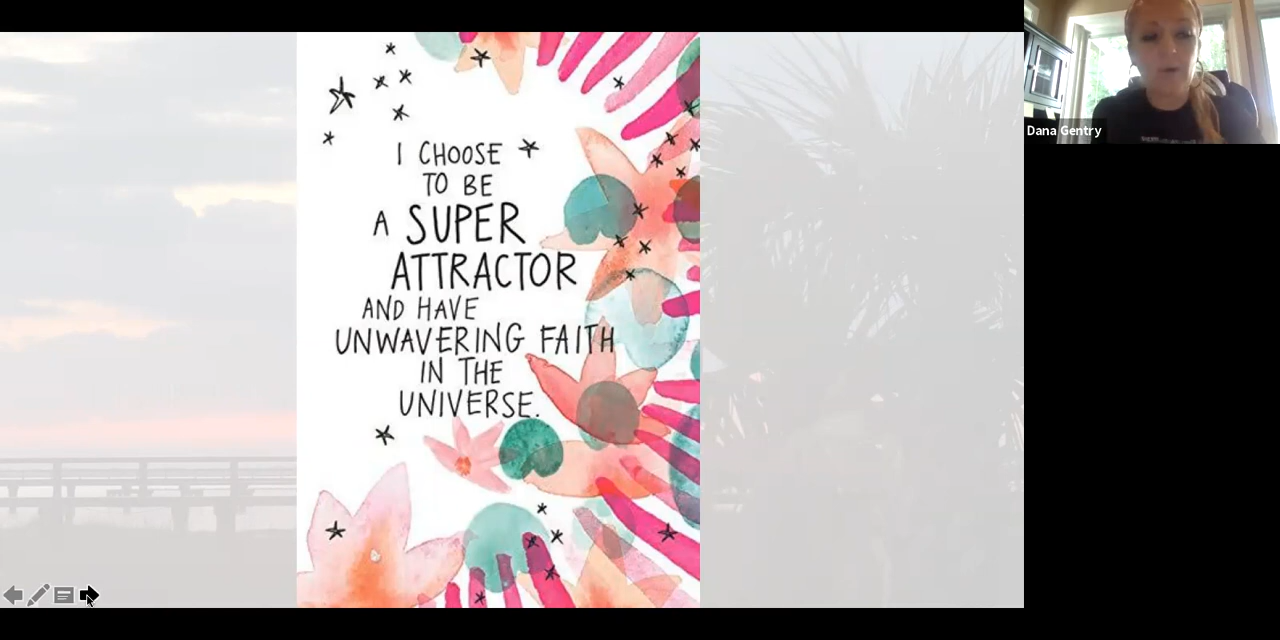 I CHOOSE
TO BE
A SUPER
ATTRACTOR
AND HAVE
UNWAVERING FAITH
IN THE
UNIVERSE.
Dana Gentry